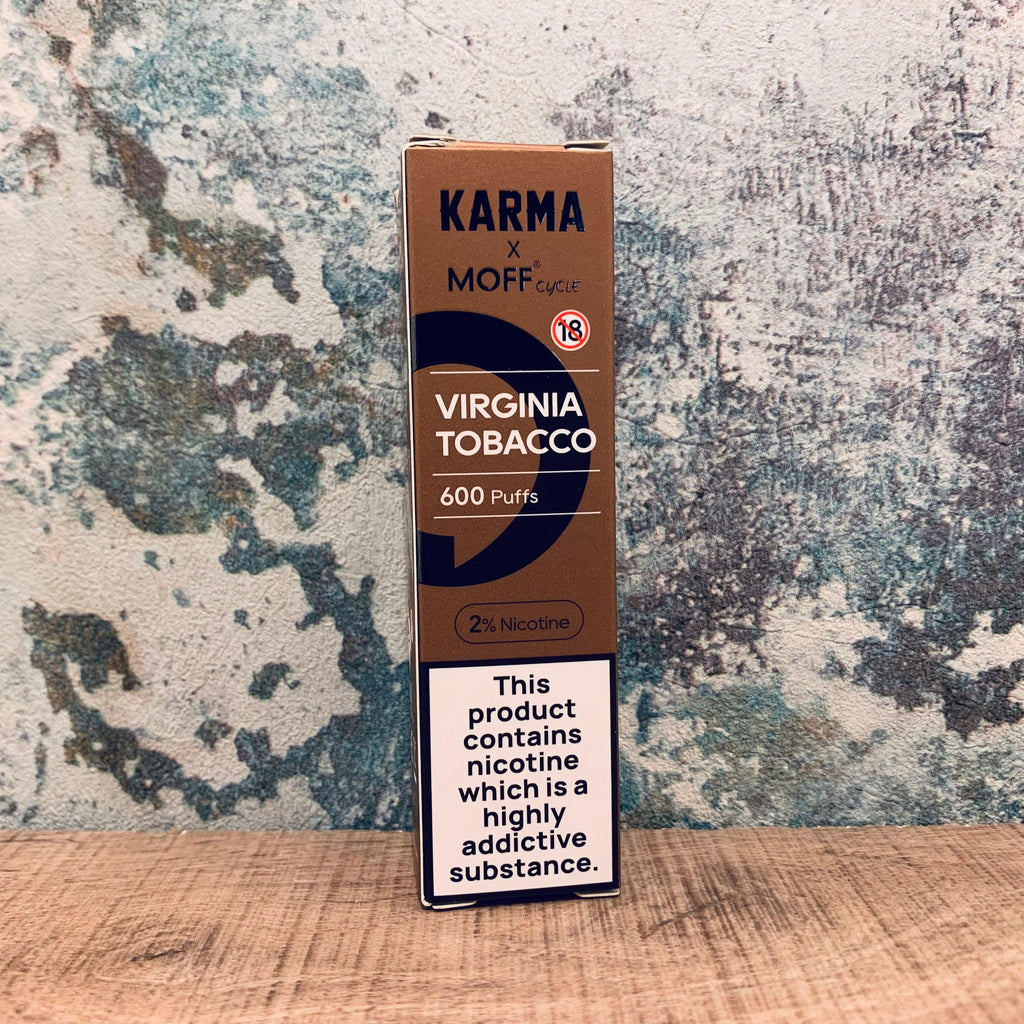 KARMA
X
MOFF®
CYCLE
18
VIRGINIA
TOBACCO
600 Puffs
2% Nicotine
This
product
contains
nicotine
which is a
highly
addictive
substance.